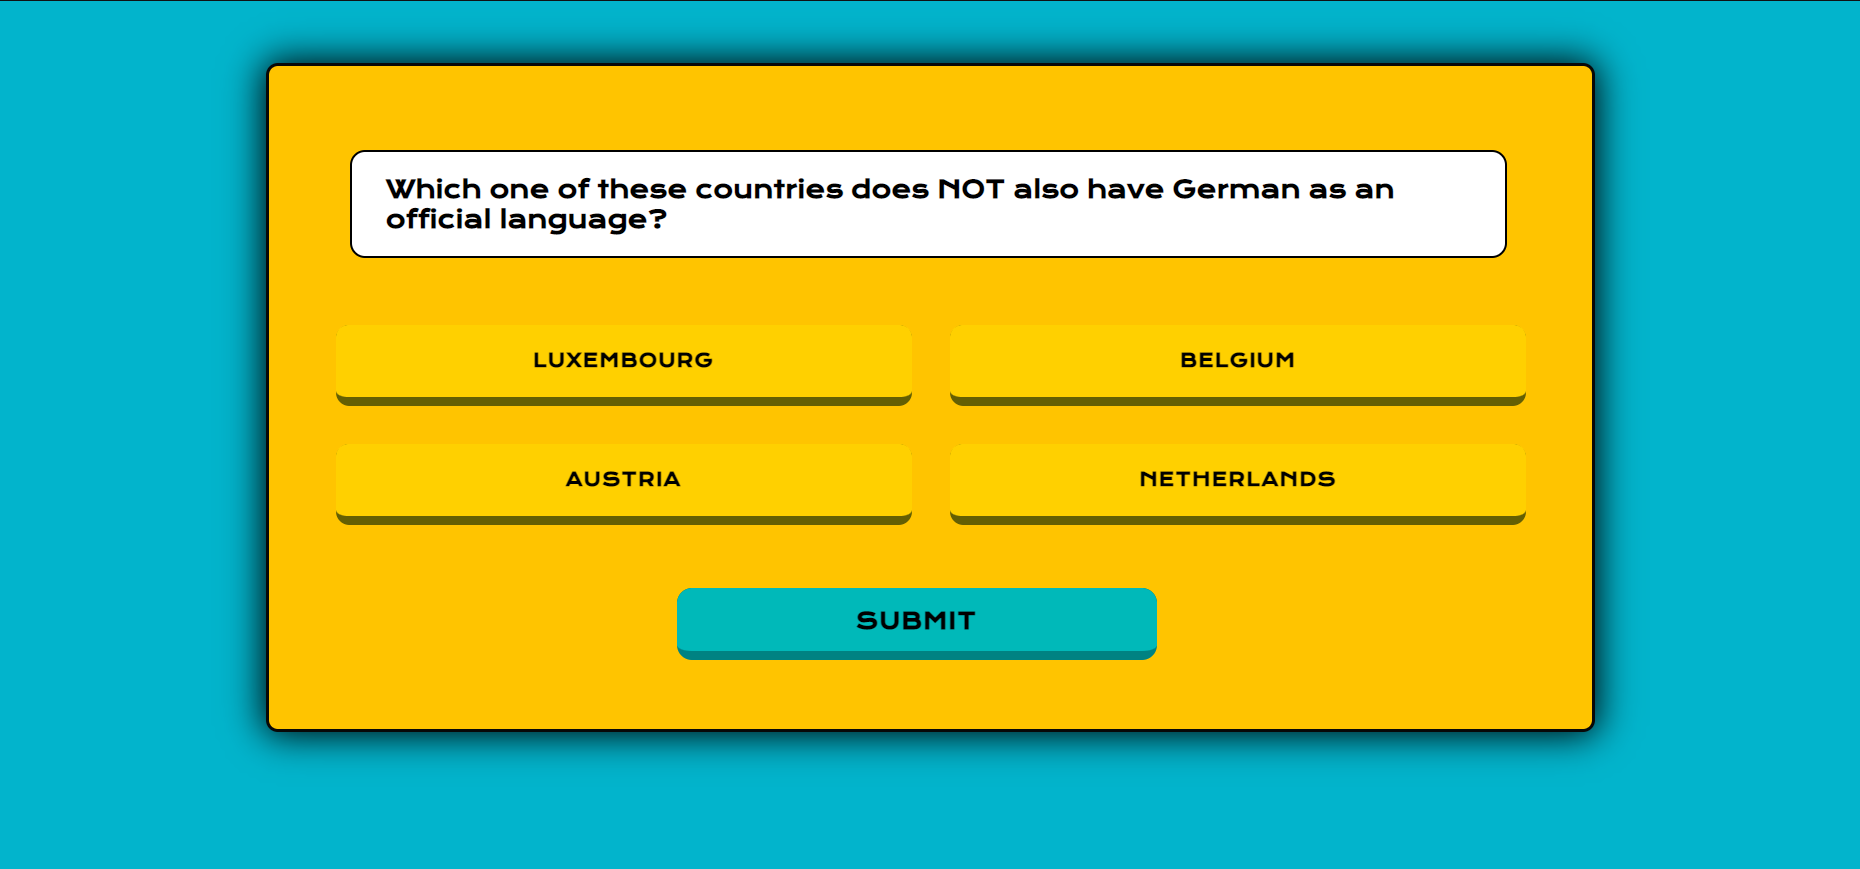 Which one of these countries does NOT also have German as an
official language?
LUXEMBOURG
BELGIUM
AUSTRIA
NETHERLANDS
SUBMIT